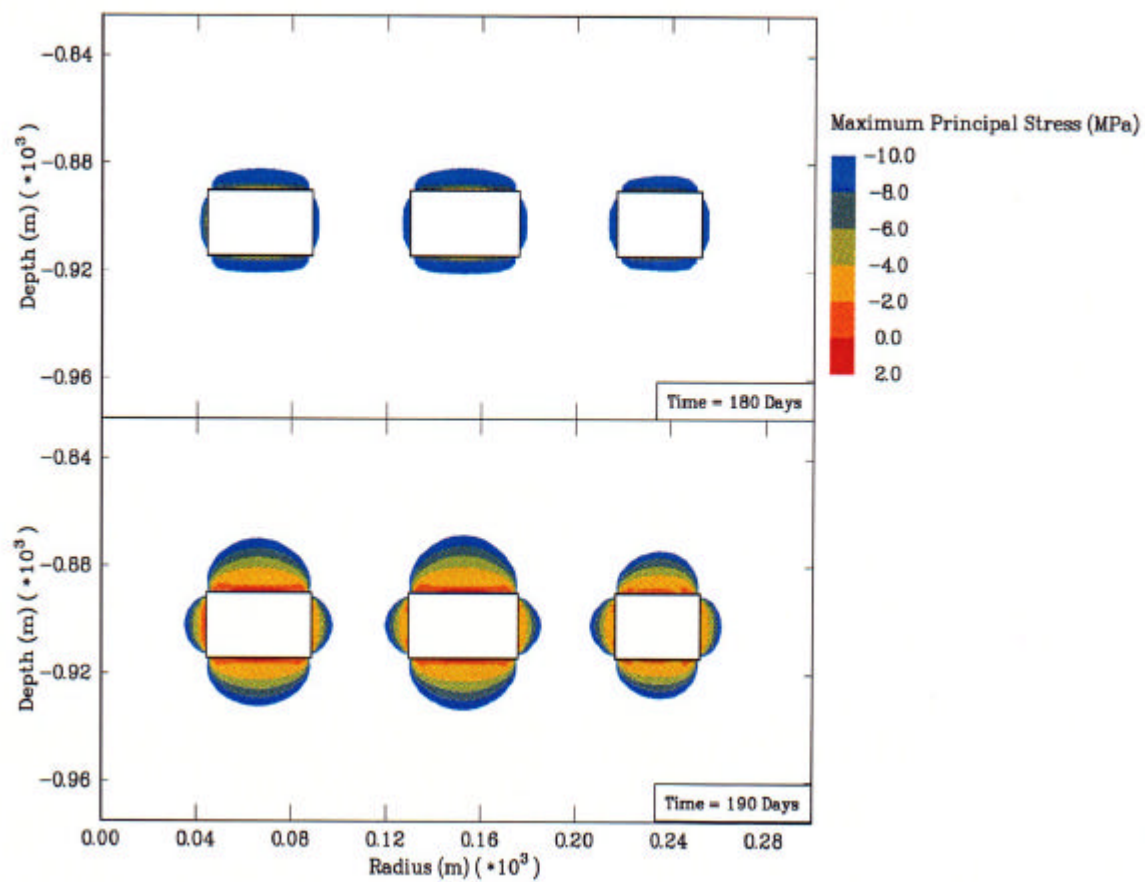 -0.84
-0.88
-0.92
-0.96
Depth (m) ( *10³)
Time = 180 Days
Maximum Principal Stress (MPa)
-10.0
-8.0
-6.0
-4.0
-2.0
0.0
2.0
-0.84
-0.88
-0.92
-0.96
Depth (m) ( *10³)
Time = 190 Days
0.00 0.04 0.08 0.12 0.16 0.20 0.24 0.28
Radius (m) ( *10³)